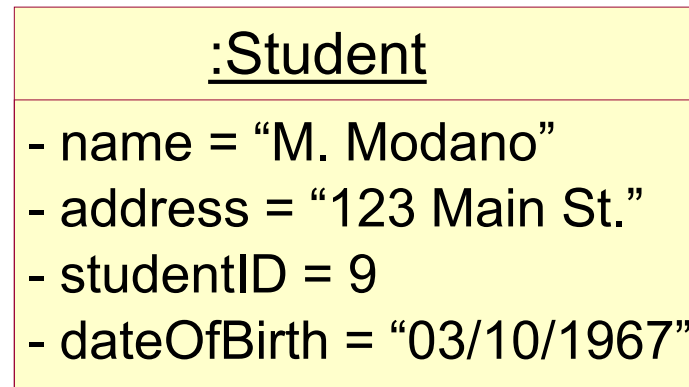 :Student
- name = “M. Modano”
- address = “123 Main St.”
- studentID = 9
- dateOfBirth = “03/10/1967”